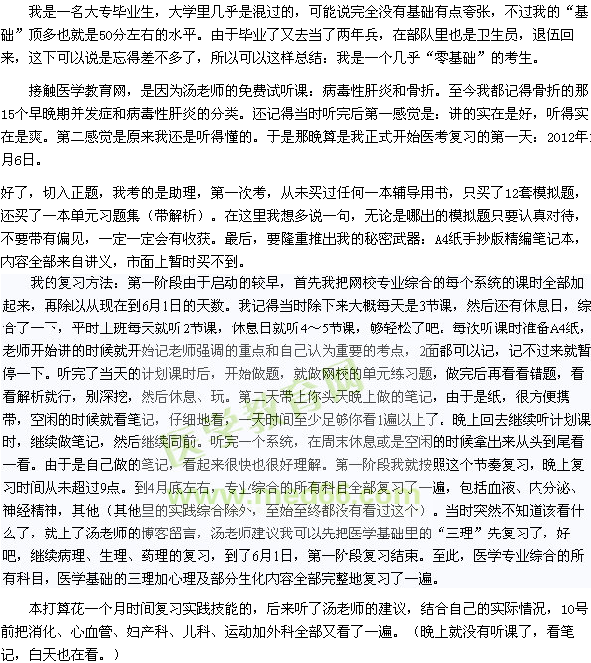 我是一名大专毕业生，大学里几乎是混过的，可能说完全没有基础有点夸张，不过我的“基
础”顶多也就是50分左右的水平。由于毕业了又去当了两年兵，在部队里也是卫生员，退伍回
来，这下可以说是忘得差不多了，所以可以这样总结：我是一个几乎“零基础”的考生。
接触医学教育网，是因为汤老师的免费试听课：病毒性肝炎和骨折。至今我都记得骨折的那
15个早晚期并发症和病毒性肝炎的分类。还记得当时听完后第一感觉是：讲的实在是好，听得实
在是爽。第二感觉是原来我还是听得懂的。于是那晚算是我正式开始医考复习的第一天：2012年1
月6日。
好了，切入正题，我考的是助理，第一次考，从未买过任何一本辅导用书，只买了12套模拟题，
还买了一本单元习题集（带解析）。在这里我想多说一句，无论是哪出的模拟题只要认真对待，
不要带有偏见，一定一定会有收获。最后，要隆重推出我的秘密武器：A4纸手抄版精编笔记本，
内容全部来自讲义，市面上暂时买不到。
我的复习方法：第一阶段由于启动的较早，首先我把网校专业综合的每个系统的课时全部加
起来，再除以从现在到6月1日的天数。我记得当时除下来大概每天是3节课，然后还有休息日，综
合了一下，平时上班每天就听2节课，休息日就听4～5节课，够轻松了吧．每次听课时准备A4纸，
老师开始讲的时候就开始记老师强调的重点和自己认为重要的考点，2面都可以记，记不过来就暂
停一下。听完了当天的计划课时后，开始做题，就做网校的单元练习题，做完后再看看错题，看
看解析就行，别深挖，然后休息、玩。第二天带上你头天晚上做的笔记，由于是纸，很方便携
带，空闲的时候就看笔记，仔细地看，一天时间至少足够你看1遍以上了．晚上回去继续听计划课
时，继续做笔记，然后继续同前。听完一个系统，在周末休息或是空闲的时候拿出来从头到尾看
一看。由于是自己做的笔记，看起来很快也很好理解。第一阶段我就按照这个节奏复习，晚上复
习时间从未超过9点。到4月底左右，专业综合的所有科目全部复习了一遍，包括血液、内分泌、
神经精神，其他（其他里的实践综合除外，至始至终都没有看过这个）。当时突然不知道该看什
么了，就上了汤老师的博客留言，汤老师建议我可以先把医学基础里的“三理”先复习了，好
吧，继续病理、生理、药理的复习，到了6月1日，第一阶段复习结束。至此，医学专业综合的所
有科目，医学基础的三理加心理及部分生化内容全部完整地复习了一遍。
本打算花一个月时间复习实践技能的，后来听了汤老师的建议，结合自己的实际情况，10号
前把消化、心血管、妇产科、儿科、运动加外科全部又看了一遍。（晚上就没有听课了，看笔
记，白天也在看。）
医学教育网
www.med66.com